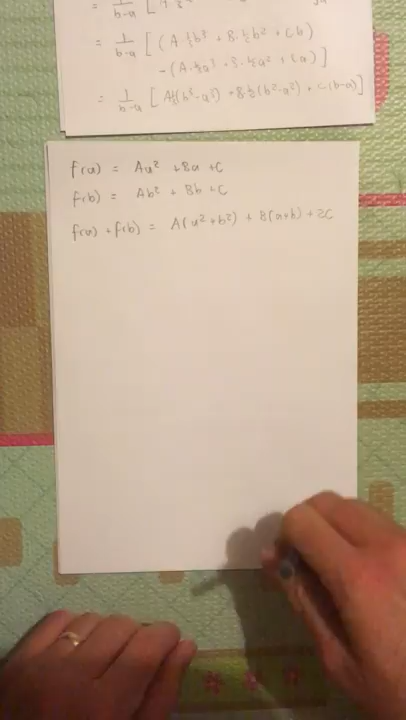 = 1/(b-a) [
= 1/(b-a) [ (A·⅓b³ + B·½b² + Cb)
-(A·⅓a³ + B·½a² + Ca) ]
= 1/(b-a) [ A⅓(b³-a³) + B½(b²-a²) + C(b-a) ]
f(a) = Aa² + Ba + C
f(b) = Ab² + Bb + C
f(a) + f(b) = A(a² + b²) + B(a+b) + 2C